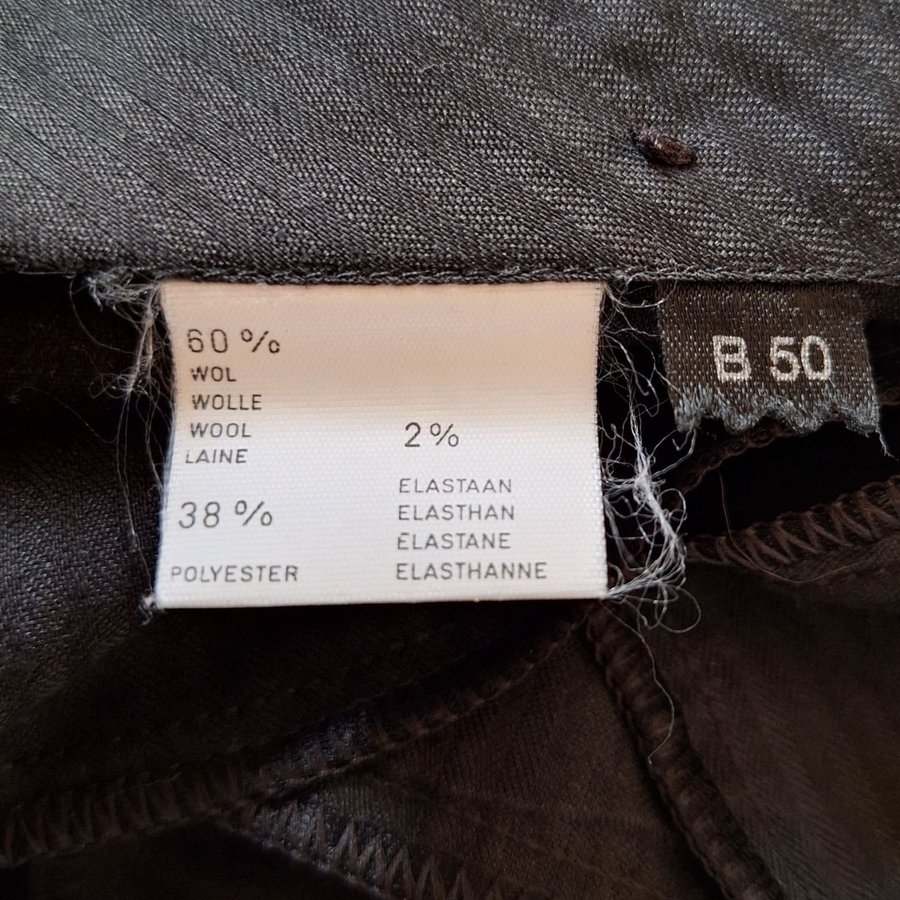 60 %
WOL
WOLLE
WOOL
LAINE
38 %
POLYESTER
2 %
ELASTAAN
ELASTHAN
ELASTANE
ELASTHANNE
B 50